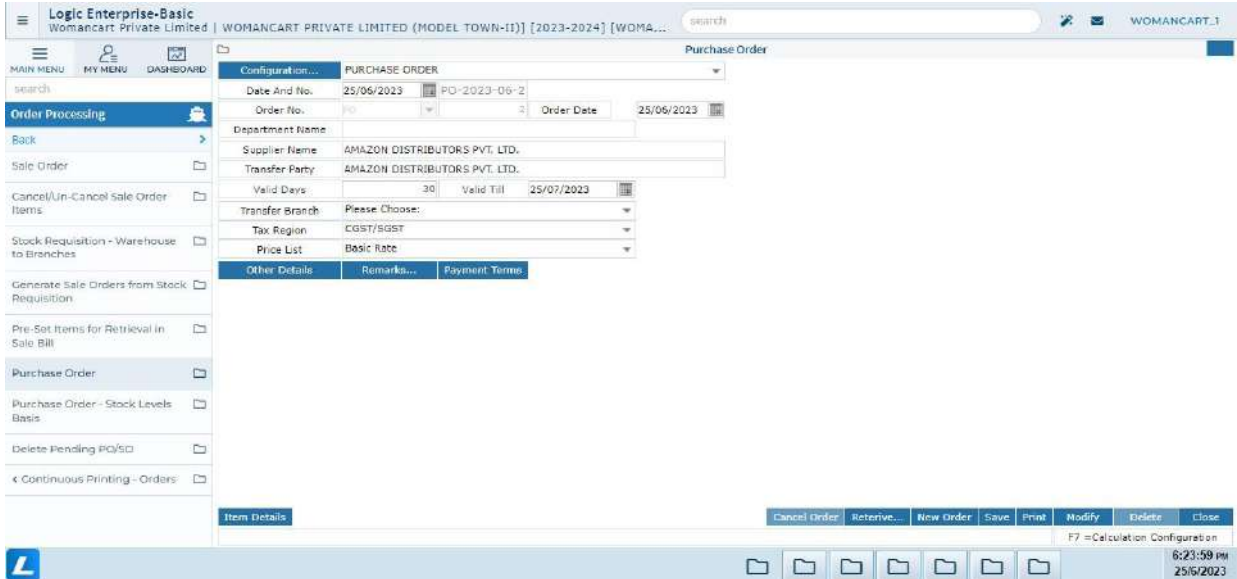 Logic Enterprise-Basic
Womancart Private Limited | WOMANCART PRIVATE LIMITED (MODEL TOWN-II)] [2023-2024] [WOMA...
search
WOMANCART_1
MAIN MENU MY MENU DASHBOARD
search
Order Processing
Back
Sale Order
Cancel/Un-Cancel Sale Order
Items
Stock Requisition - Warehouse
to Branches
Generate Sale Orders from Stock
Requisition
Pre-Set Items for Retrieval in
Sale Bill
Purchase Order
Purchase Order - Stock Levels
Basis
Delete Pending PO/SO
< Continuous Printing - Orders
Purchase Order
Configuration... PURCHASE ORDER
Date And No. 25/06/2023 PO-2023-06-2
Order No. PO 2 Order Date 25/06/2023
Department Name
Supplier Name AMAZON DISTRIBUTORS PVT. LTD.
Transfer Party AMAZON DISTRIBUTORS PVT. LTD.
Valid Days 30 Valid Till 25/07/2023
Transfer Branch Please Choose:
Tax Region CGST/SGST
Price List Basic Rate
Other Details Remarks... Payment Terms
Item Details Cancel Order Reterive... New Order Save Print Modify Delete Close
F7 =Calculation Configuration
6:23:59 PM
25/6/2023